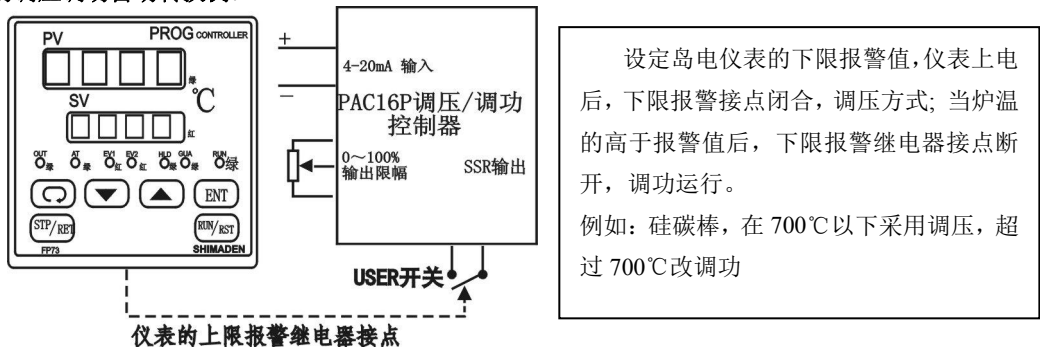 PV
PROG CONTROLLER
绿
SV
℃
红
OUT 绿 AT 绿 EV1 红 EV2 红 HLD 绿 GUA 绿 RUN 绿
ENT
STP/RET
RUN/RST
FP73
SHIMADEN
+
4-20mA 输入
－
PAC16P调压/调功
控制器
0～100%
输出限幅
SSR输出
USER开关
仪表的上限报警继电器接点
设定岛电仪表的下限报警值,仪表上电
后，下限报警接点闭合，调压方式; 当炉温
的高于报警值后，下限报警继电器接点断
开，调功运行。
例如：硅碳棒，在 700℃以下采用调压，超
过 700℃改调功